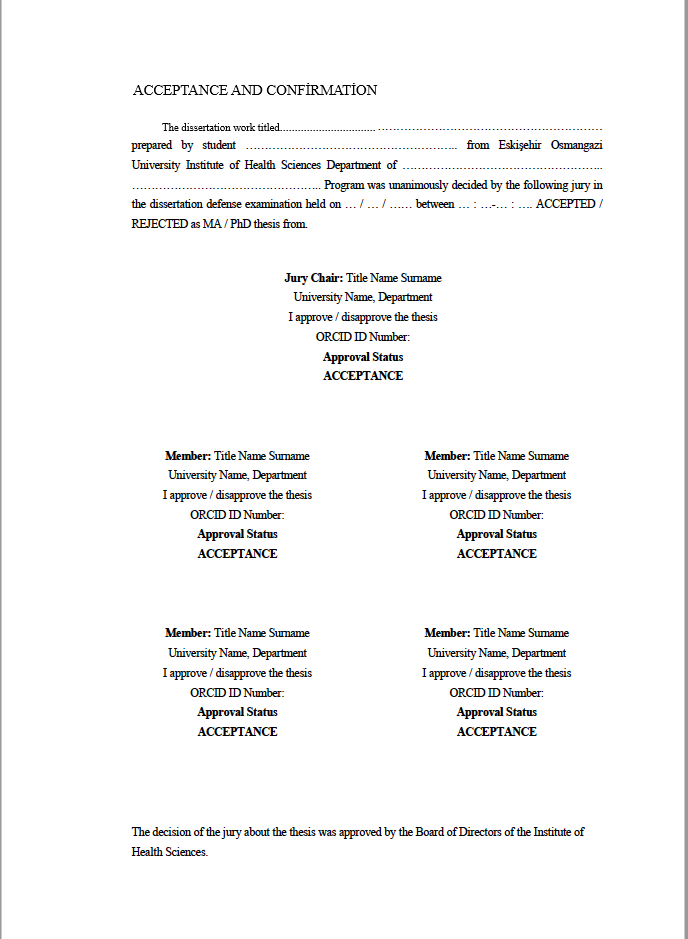 ACCEPTANCE AND CONFİRMATİON
The dissertation work titled................................ ……………………………………………………
prepared by student ……………………………………………….. from Eskişehir Osmangazi
University Institute of Health Sciences Department of ……………………………………………..
………………………………………….. Program was unanimously decided by the following jury in
the dissertation defense examination held on … / … / …… between … : …-… : …. ACCEPTED /
REJECTED as MA / PhD thesis from.
Jury Chair: Title Name Surname
University Name, Department
I approve / disapprove the thesis
ORCID ID Number:
Approval Status
ACCEPTANCE
Member: Title Name Surname
University Name, Department
I approve / disapprove the thesis
ORCID ID Number:
Approval Status
ACCEPTANCE
Member: Title Name Surname
University Name, Department
I approve / disapprove the thesis
ORCID ID Number:
Approval Status
ACCEPTANCE
Member: Title Name Surname
University Name, Department
I approve / disapprove the thesis
ORCID ID Number:
Approval Status
ACCEPTANCE
Member: Title Name Surname
University Name, Department
I approve / disapprove the thesis
ORCID ID Number:
Approval Status
ACCEPTANCE
The decision of the jury about the thesis was approved by the Board of Directors of the Institute of
Health Sciences.